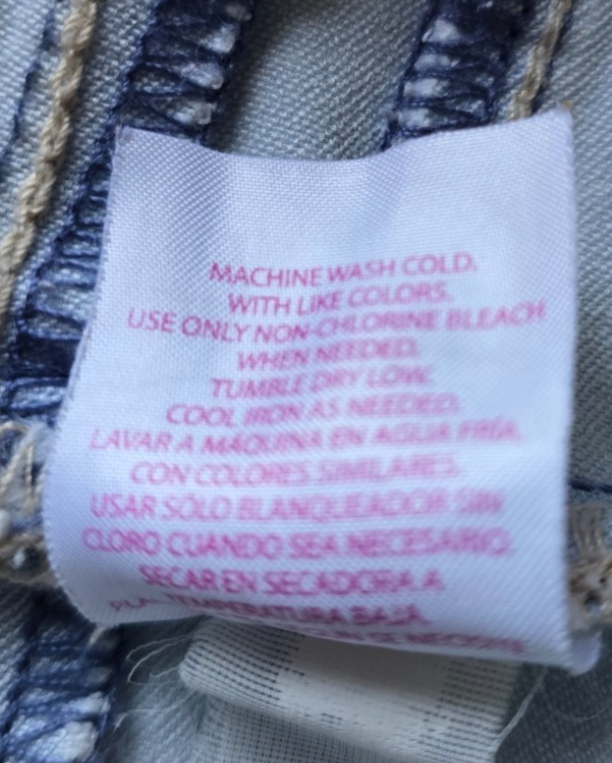 MACHINE WASH COLD.
WITH LIKE COLORS.
USE ONLY NON-CHLORINE BLEACH
WHEN NEEDED.
TUMBLE DRY LOW.
COOL IRON AS NEEDED.
LAVAR A MÁQUINA EN AGUA FRÍA,
CON COLORES SIMILARES.
USAR SÓLO BLANQUEADOR SIN
CLORO CUANDO SEA NECESARIO.
SECAR EN SECADORA A
TEMPERATURA BAJA.
SE NECESITE.